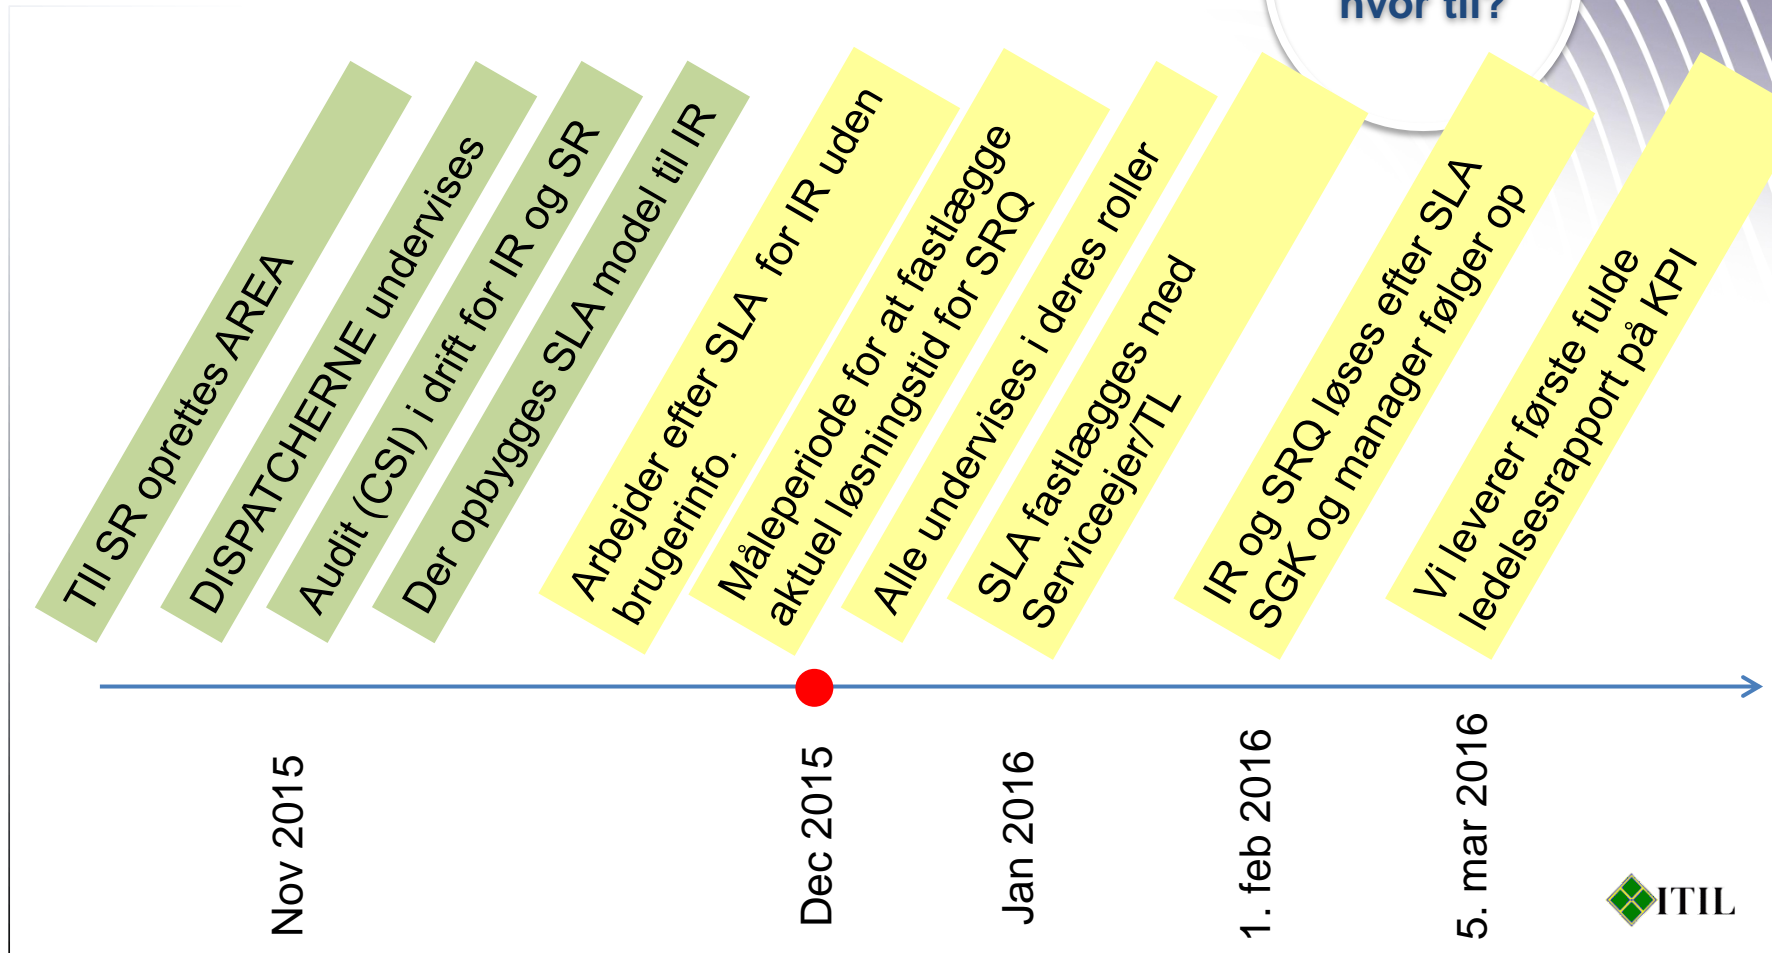 hvor til?
TIl SR oprettes AREA
DISPATCHERNE undervises
Audit (CSI) i drift for IR og SR
Der opbygges SLA model til IR
Arbejder efter SLA for IR uden
brugerinfo.
Måleperiode for at fastlægge
aktuel løsningstid for SRQ
Alle undervises i deres roller
SLA fastlægges med
Serviceejer/TL
IR og SRQ løses efter SLA
SGK og manager følger op
Vi leverer første fulde
ledelsesrapport på KPI
Nov 2015
Dec 2015
Jan 2016
1. feb 2016
5. mar 2016
ITIL